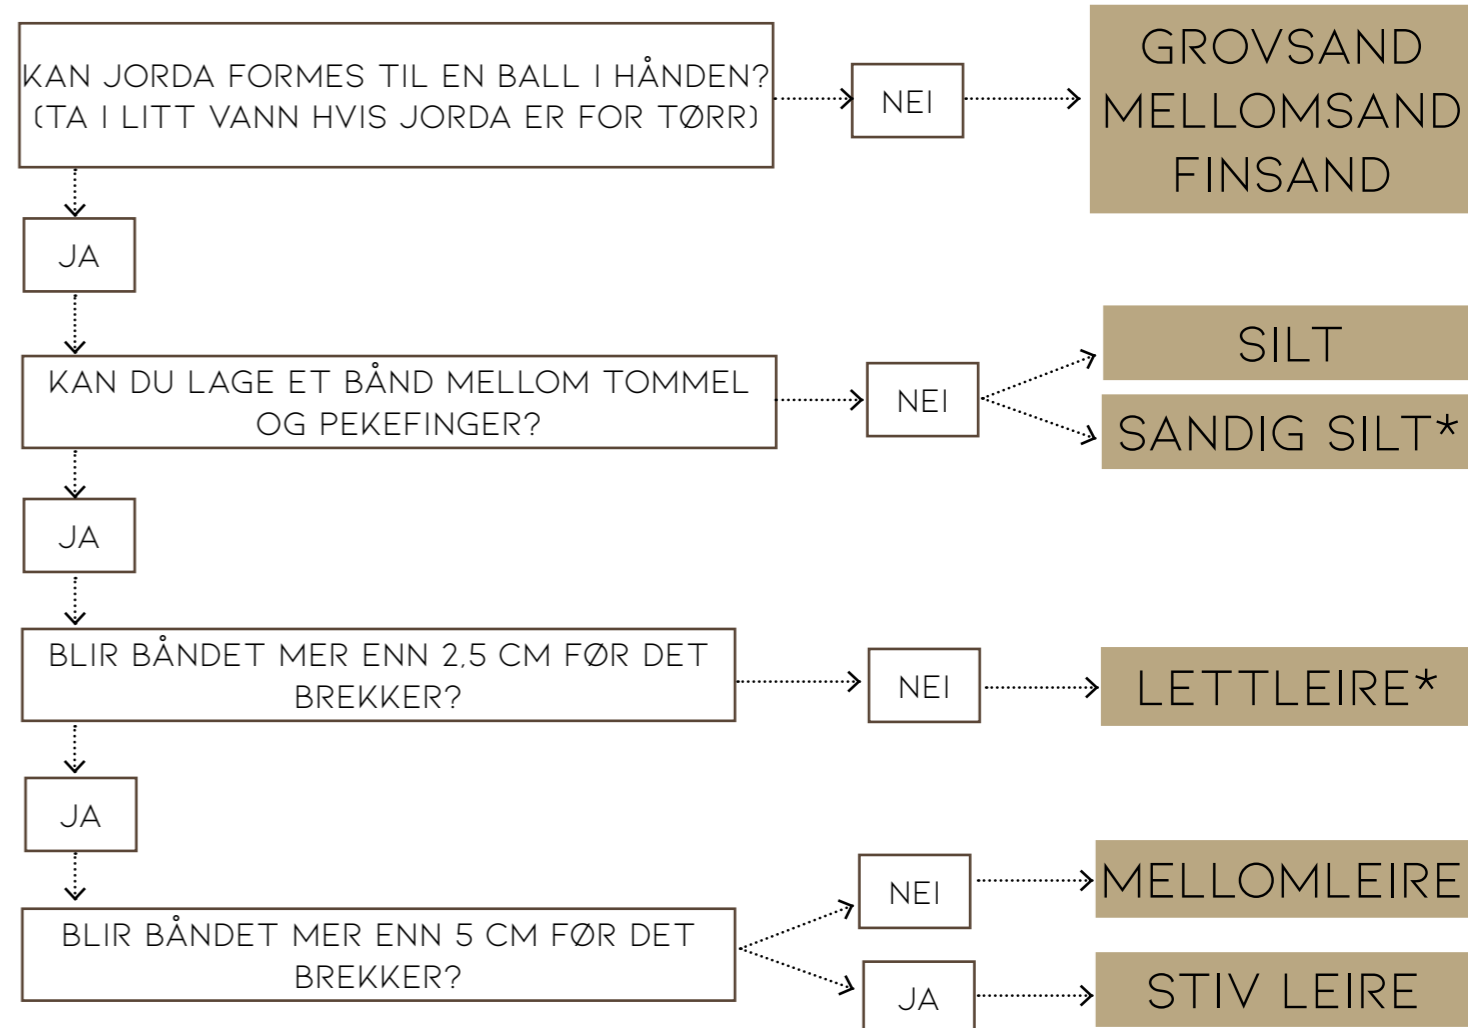 KAN JORDA FORMES TIL EN BALL I HÅNDEN?
(TA I LITT VANN HVIS JORDA ER FOR TØRR)
NEI
GROVSAND
MELLOMSAND
FINSAND
JA
KAN DU LAGE ET BÅND MELLOM TOMMEL
OG PEKEFINGER?
NEI
SILT
SANDIG SILT*
JA
BLIR BÅNDET MER ENN 2,5 CM FØR DET
BREKKER?
NEI
LETTLEIRE*
JA
BLIR BÅNDET MER ENN 5 CM FØR DET
BREKKER?
NEI
MELLOMLEIRE
JA
STIV LEIRE